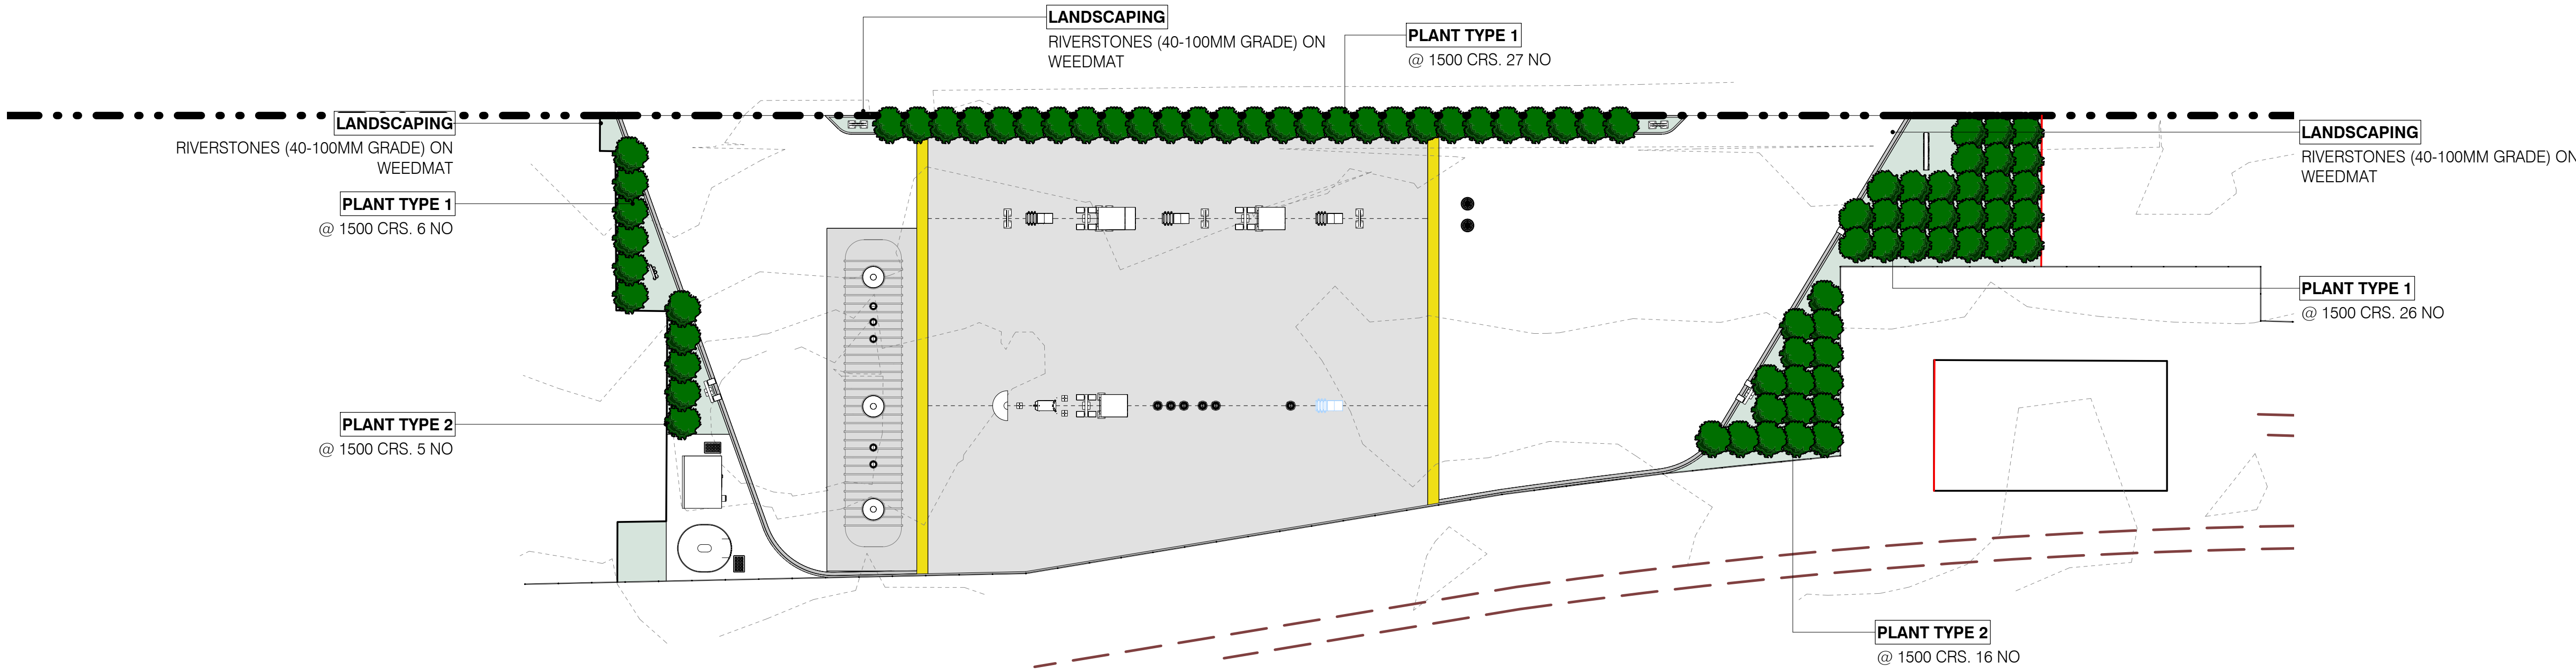 LANDSCAPING
RIVERSTONES (40-100MM GRADE) ON
WEEDMAT
PLANT TYPE 1
@ 1500 CRS. 27 NO
LANDSCAPING
RIVERSTONES (40-100MM GRADE) ON
WEEDMAT
PLANT TYPE 1
@ 1500 CRS. 6 NO
PLANT TYPE 2
@ 1500 CRS. 5 NO
LANDSCAPING
RIVERSTONES (40-100MM GRADE) ON
WEEDMAT
PLANT TYPE 1
@ 1500 CRS. 26 NO
PLANT TYPE 2
@ 1500 CRS. 16 NO